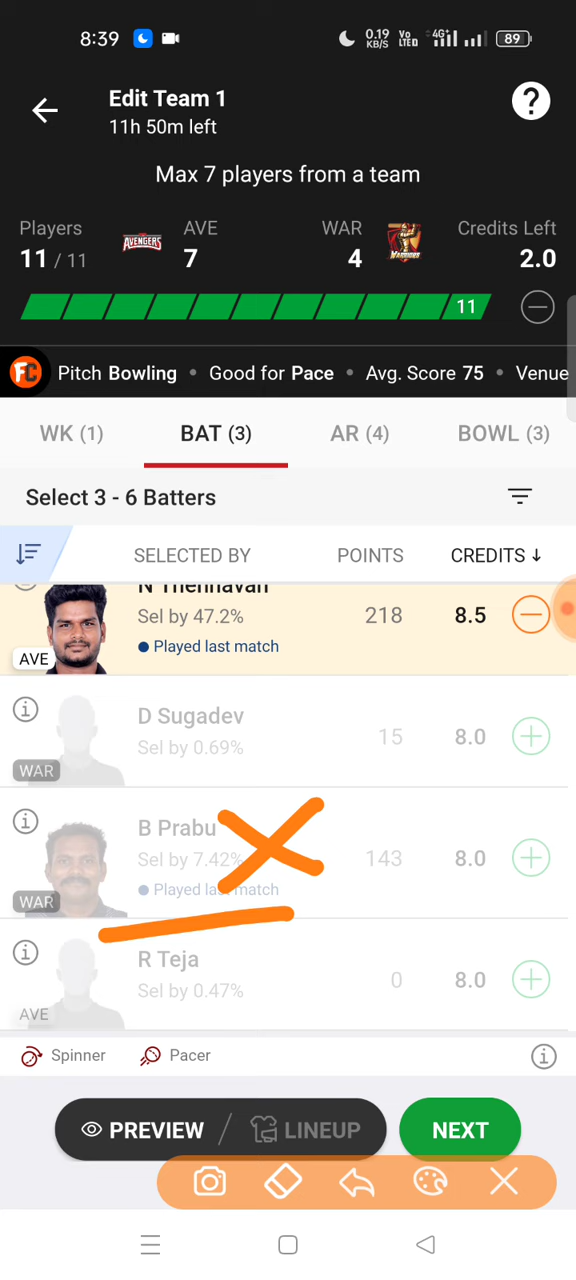 8:39 0.19 KB/S Vo LTED 4G+ 89
Edit Team 1
11h 50m left
?
Max 7 players from a team
Players AVE WAR Credits Left
11 / 11 AVENGERS 7 4 WARRIORS 2.0
11
FC Pitch Bowling • Good for Pace • Avg. Score 75 • Venue
WK (1) BAT (3) AR (4) BOWL (3)
Select 3 - 6 Batters
SELECTED BY POINTS CREDITS ↓
N Thennavan
Sel by 47.2% 218 8.5
Played last match
AVE
D Sugadev
Sel by 0.69% 15 8.0
WAR
B Prabu
Sel by 7.42% 143 8.0
Played last match
WAR
R Teja
Sel by 0.47% 0 8.0
AVE
Spinner Pacer
PREVIEW / LINEUP NEXT